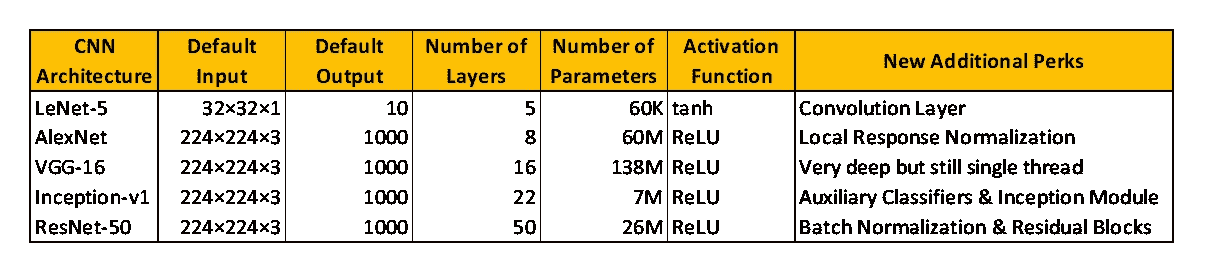 CNN Architecture Default Input Default Output Number of Layers Number of Parameters Activation Function New Additional Perks
LeNet-5 32×32×1 10 5 60K tanh Convolution Layer
AlexNet 224×224×3 1000 8 60M ReLU Local Response Normalization
VGG-16 224×224×3 1000 16 138M ReLU Very deep but still single thread
Inception-v1 224×224×3 1000 22 7M ReLU Auxiliary Classifiers & Inception Module
ResNet-50 224×224×3 1000 50 26M ReLU Batch Normalization & Residual Blocks